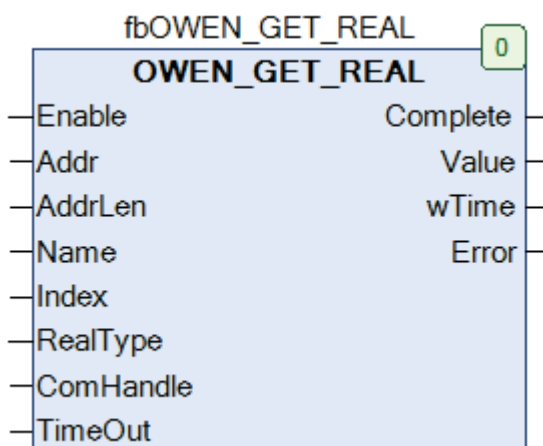 fbOWEN_GET_REAL
0
OWEN_GET_REAL
Enable Complete
Addr Value
AddrLen wTime
Name Error
Index
RealType
ComHandle
TimeOut